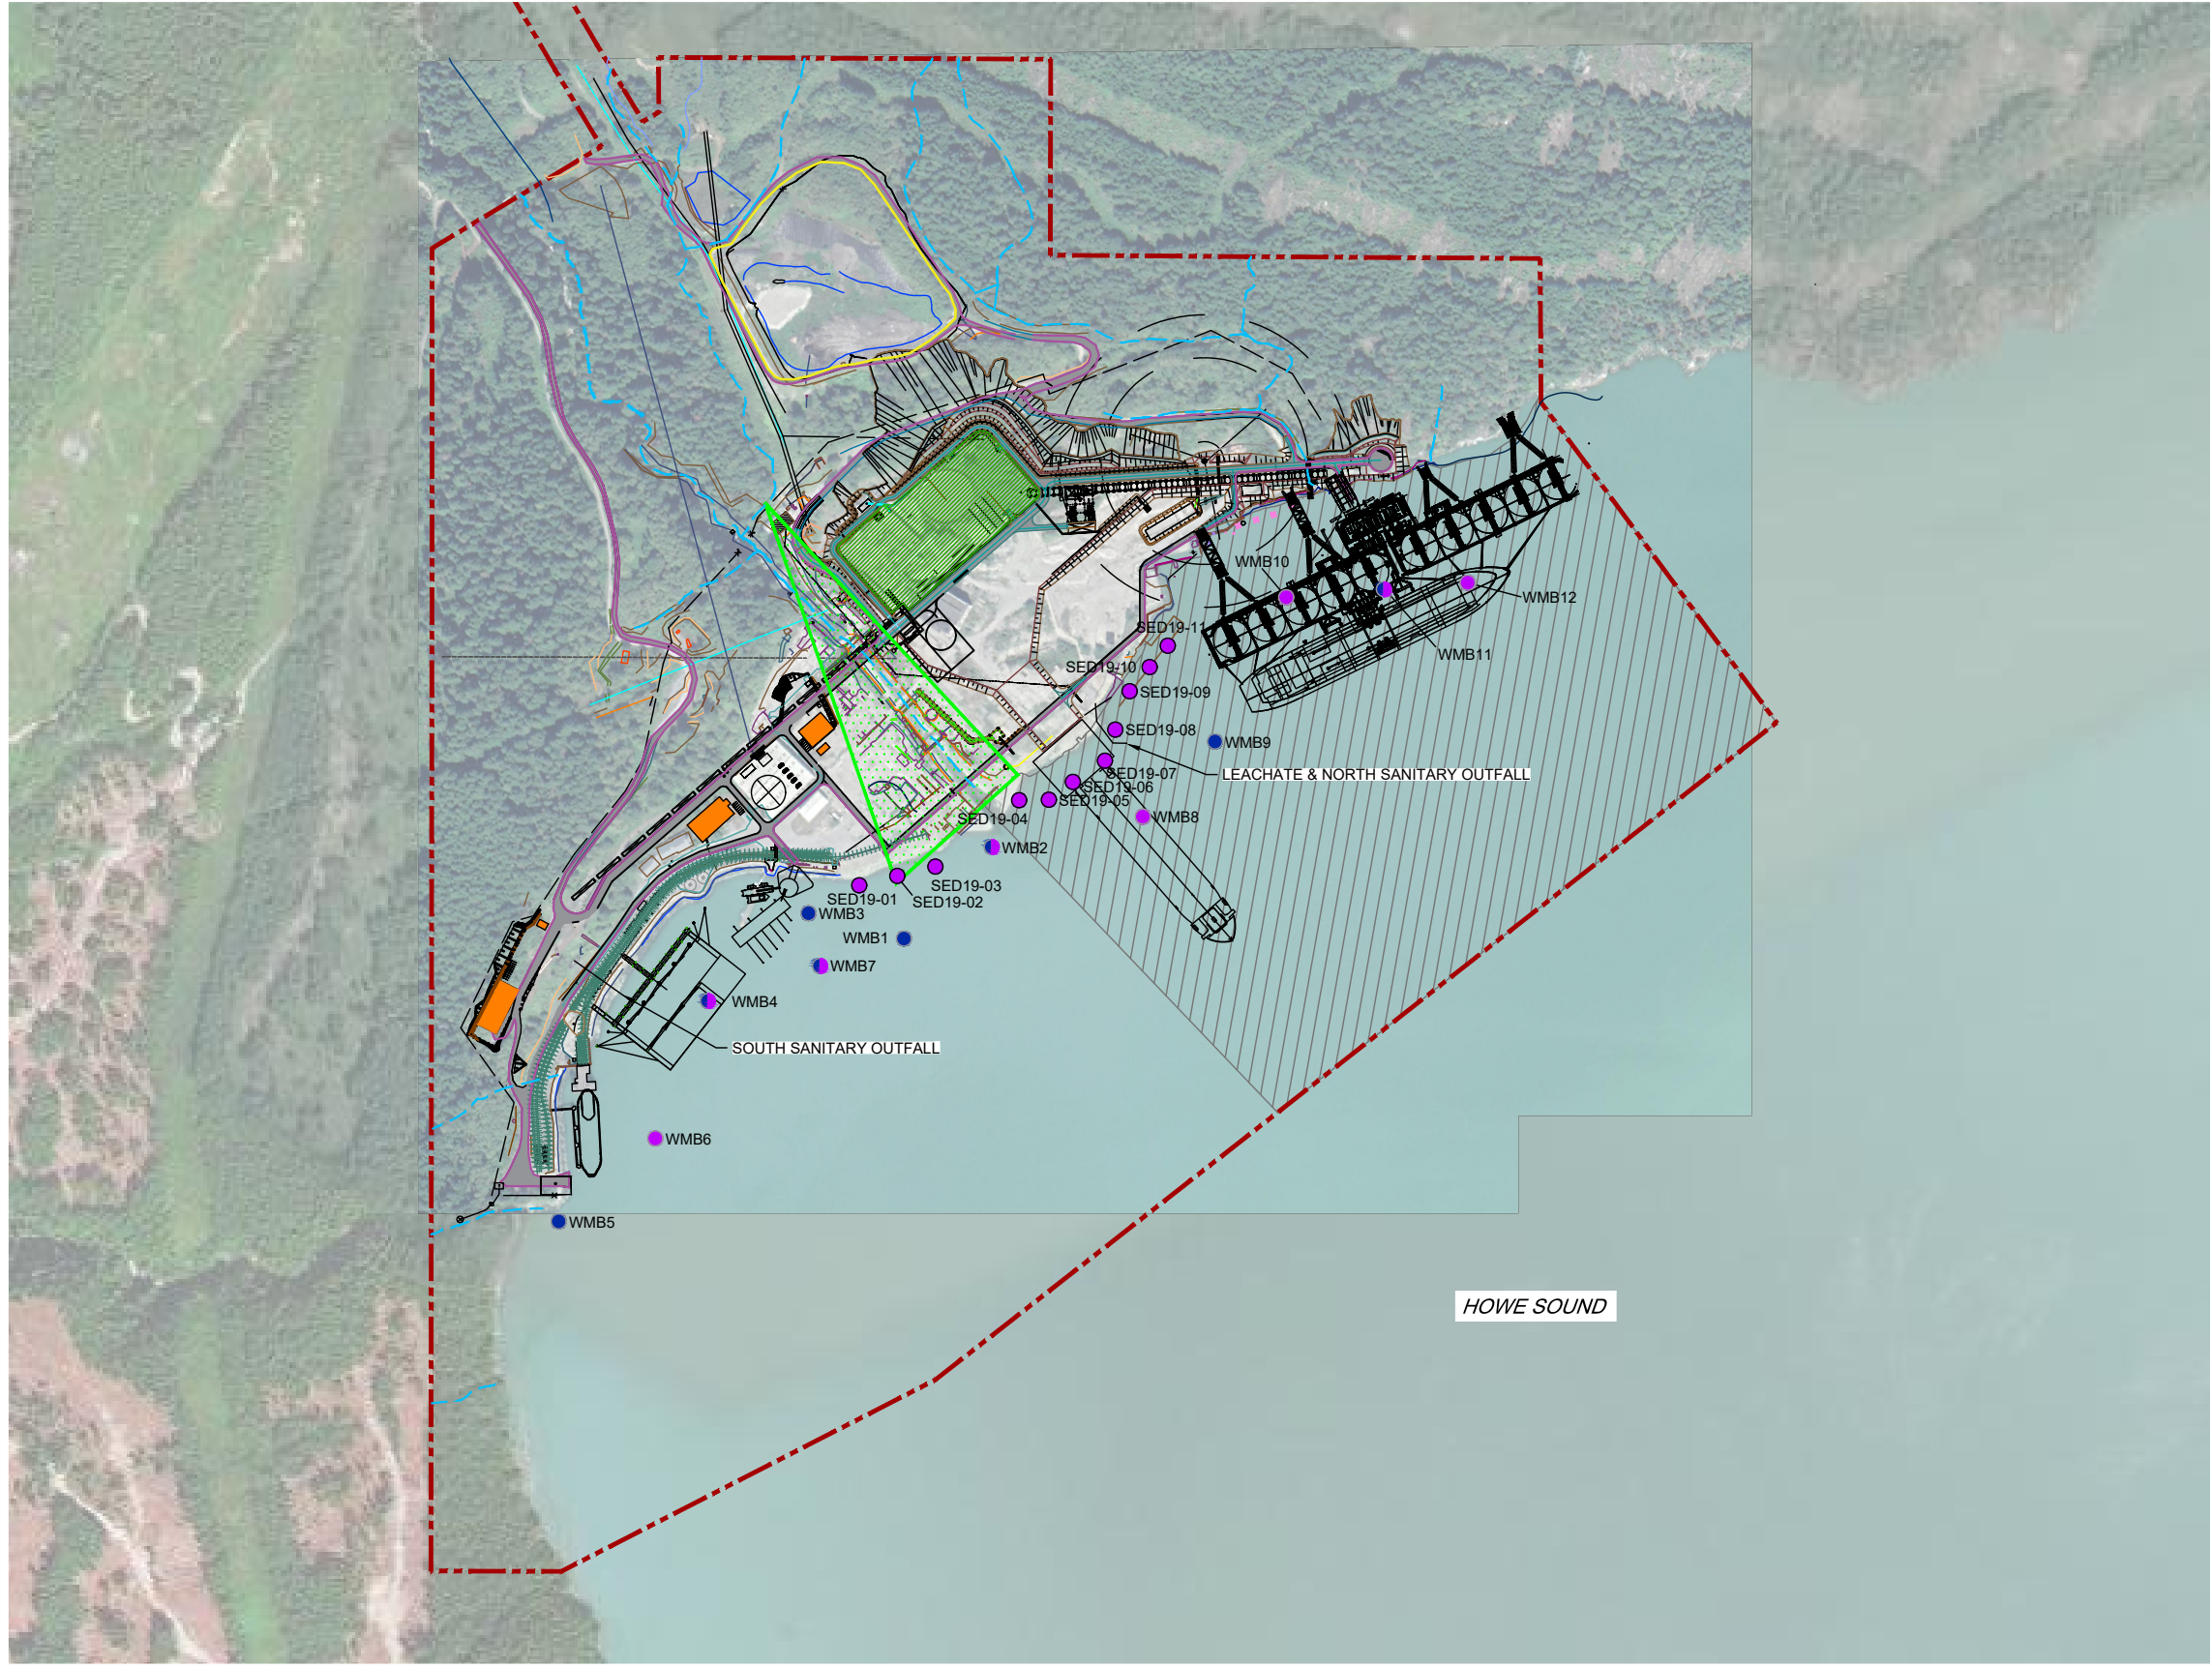 WMB10
WMB12
SED19-11
WMB11
SED19-10
SED19-09
SED19-08
WMB9
SED19-07
LEACHATE & NORTH SANITARY OUTFALL
SED19-06
SED19-05
SED19-04
WMB8
WMB2
SED19-03
SED19-01
SED19-02
WMB3
WMB1
WMB7
WMB4
SOUTH SANITARY OUTFALL
WMB6
WMB5
HOWE SOUND